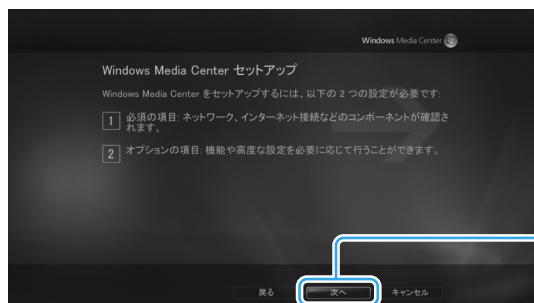 Windows Media Center
Windows Media Center セットアップ
Windows Media Center をセットアップするには、以下の 2 つの設定が必要です:
1 必須の項目: ネットワーク、インターネット接続などのコンポーネントが確認さ
れます。
2 オプションの項目: 機能や高度な設定を必要に応じて行うことができます。
戻る 次へ キャンセル